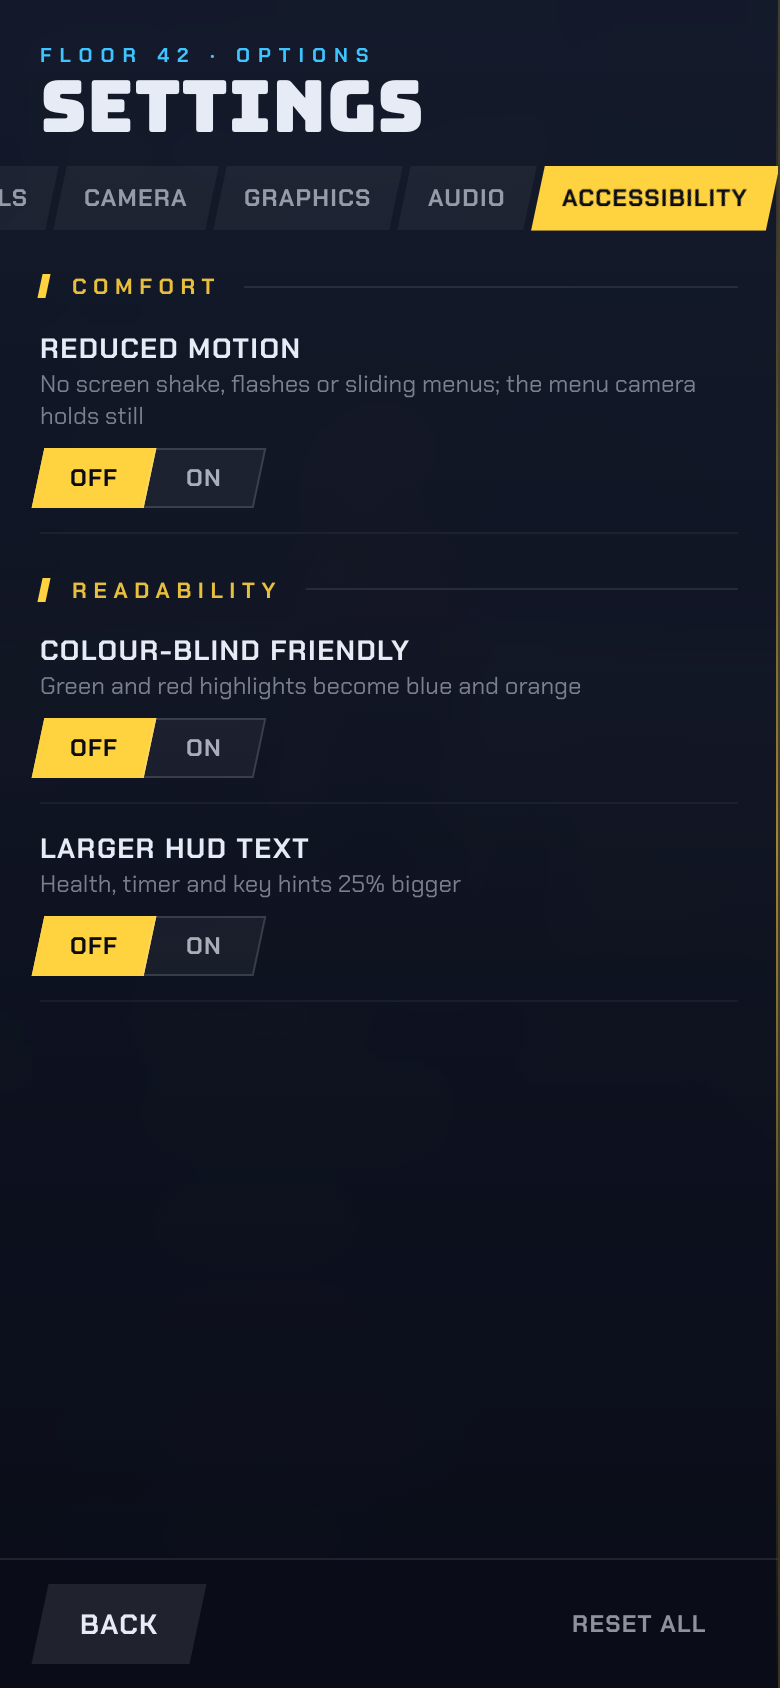 FLOOR 42 · OPTIONS
SETTINGS
LS CAMERA GRAPHICS AUDIO ACCESSIBILITY
COMFORT
REDUCED MOTION
No screen shake, flashes or sliding menus; the menu camera
holds still
OFF ON
READABILITY
COLOUR-BLIND FRIENDLY
Green and red highlights become blue and orange
OFF ON
LARGER HUD TEXT
Health, timer and key hints 25% bigger
OFF ON
BACK RESET ALL